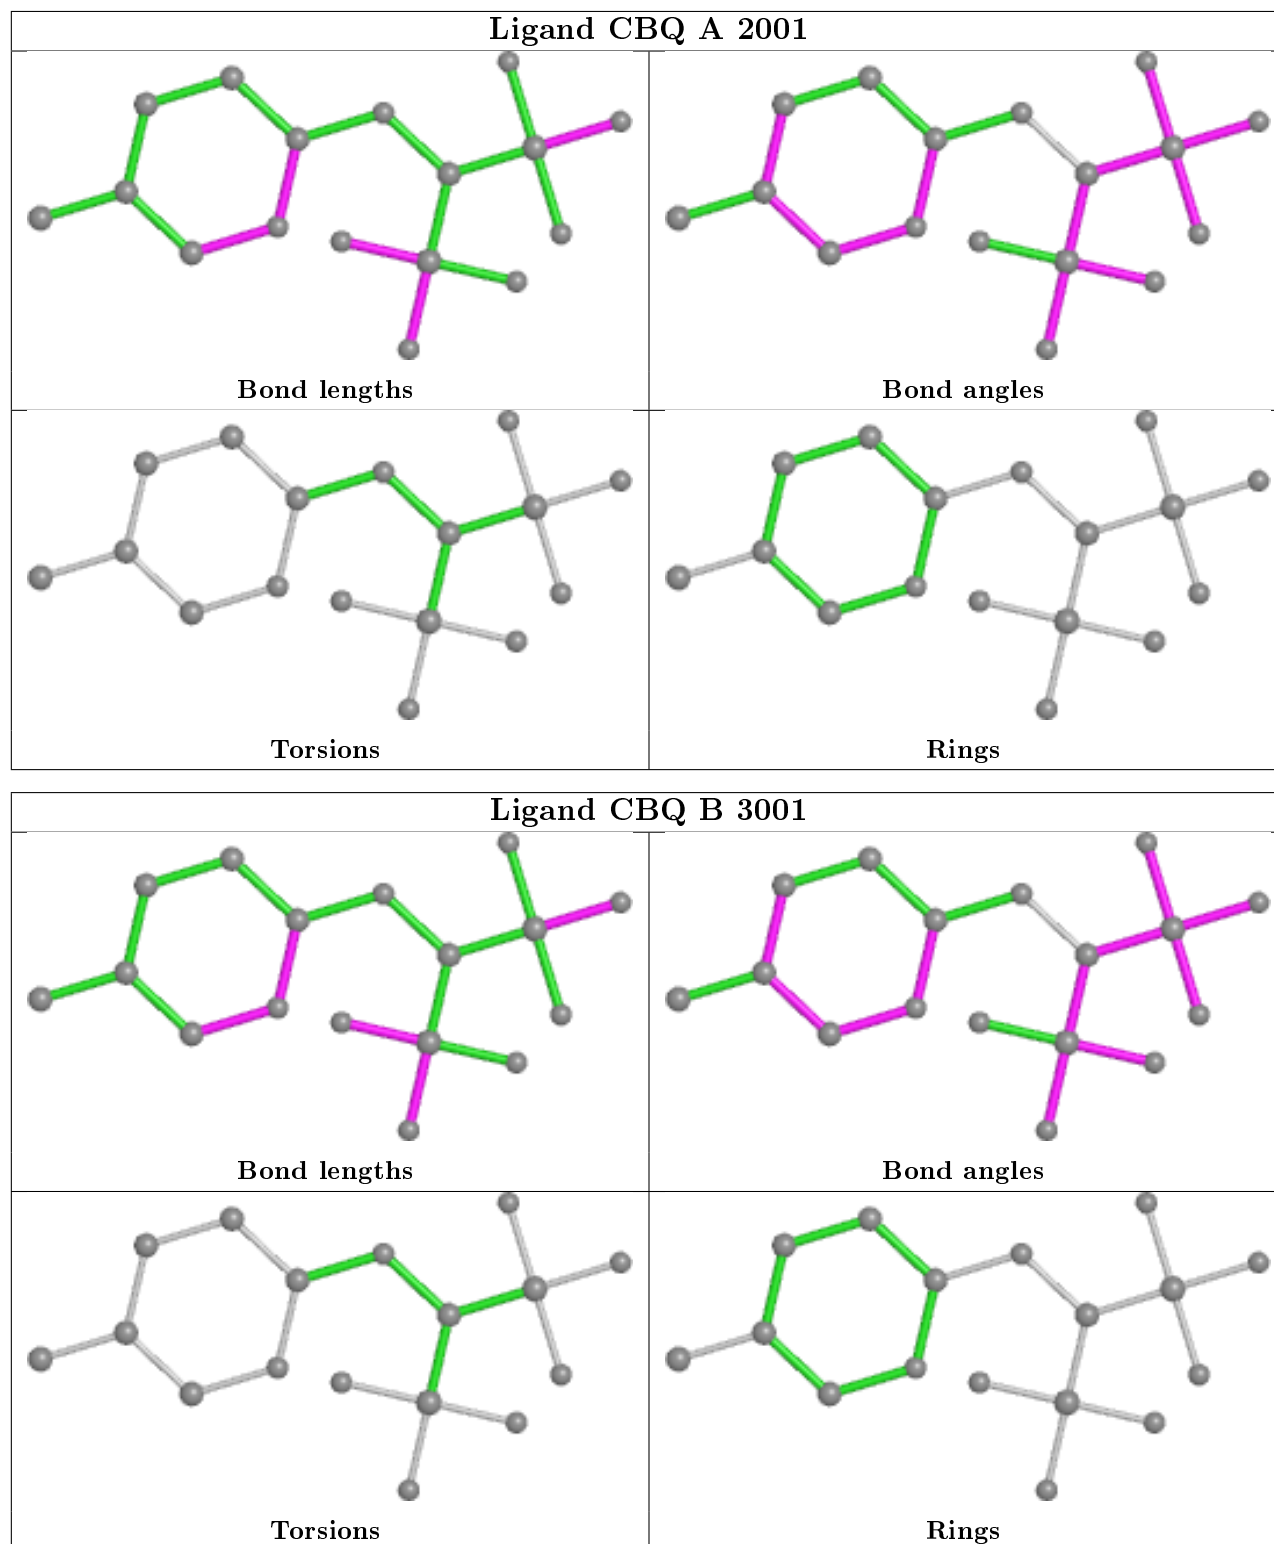 Ligand CBQ A 2001
Bond lengths
Bond angles
Torsions
Rings
Ligand CBQ B 3001
Bond lengths
Bond angles
Torsions
Rings